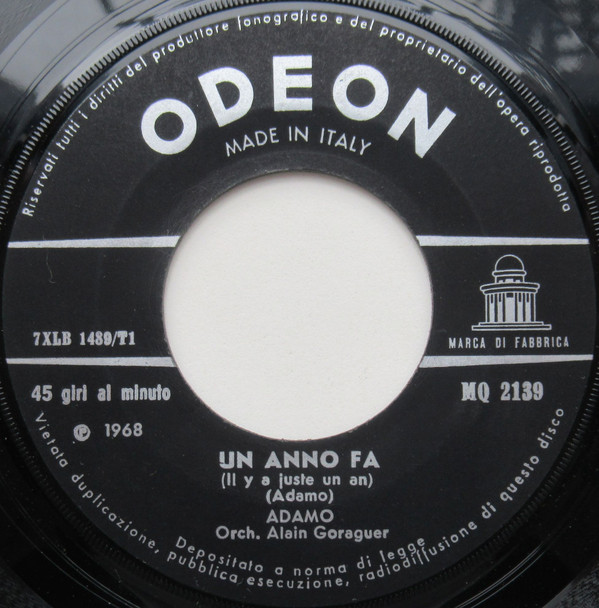 Riservati tutti i diritti del produttore fonografico e del proprietario dell'opera riprodotta
ODEON
MADE IN ITALY
7XLB 1489/T1
MARCA DI FABBRICA
45 giri al minuto
MQ 2139
℗ 1968
UN ANNO FA
(Il y a juste un an)
(Adamo)
ADAMO
Orch. Alain Goraguer
Depositato a norma di legge
Vietata duplicazione, pubblica esecuzione, radiodiffusione di questo disco